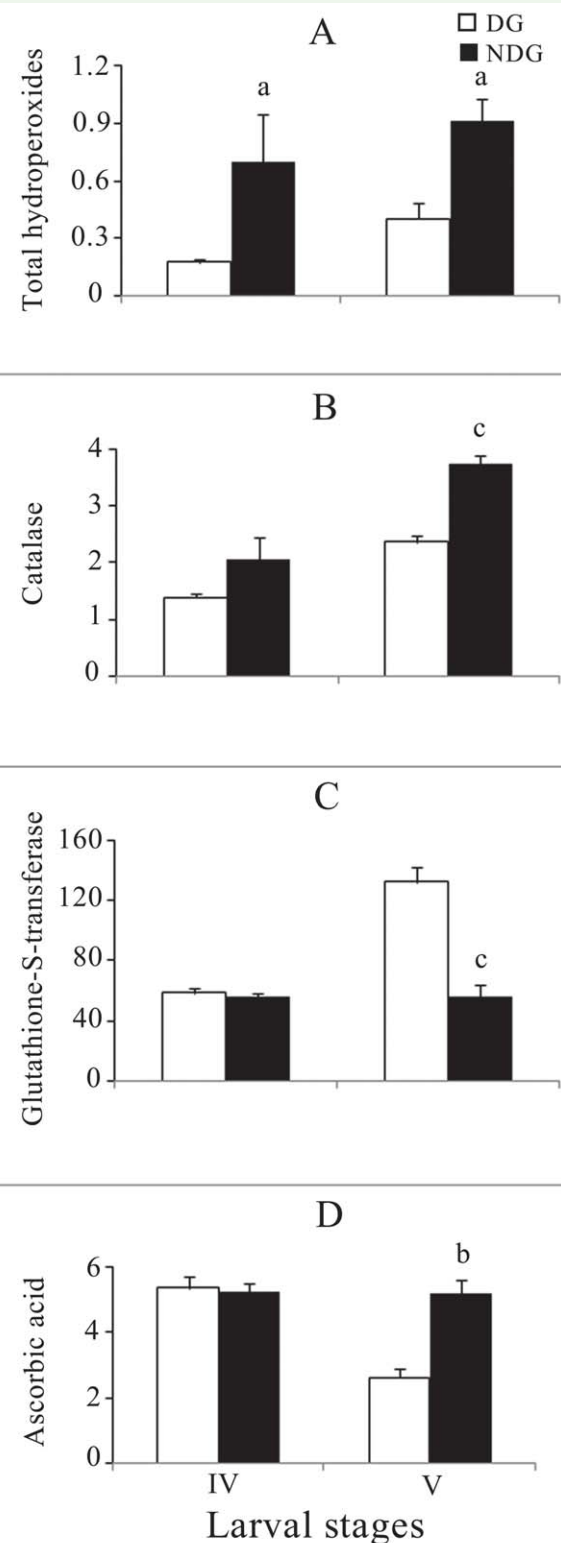 A
DG
NDG
Total hydroperoxides
1.2
0.9
0.6
0.3
0
a
a
B
Catalase
4
3
2
1
0
c
C
Glutathione-S-transferase
160
120
80
40
0
c
D
Ascorbic acid
6
4
2
0
b
IV
V
Larval stages